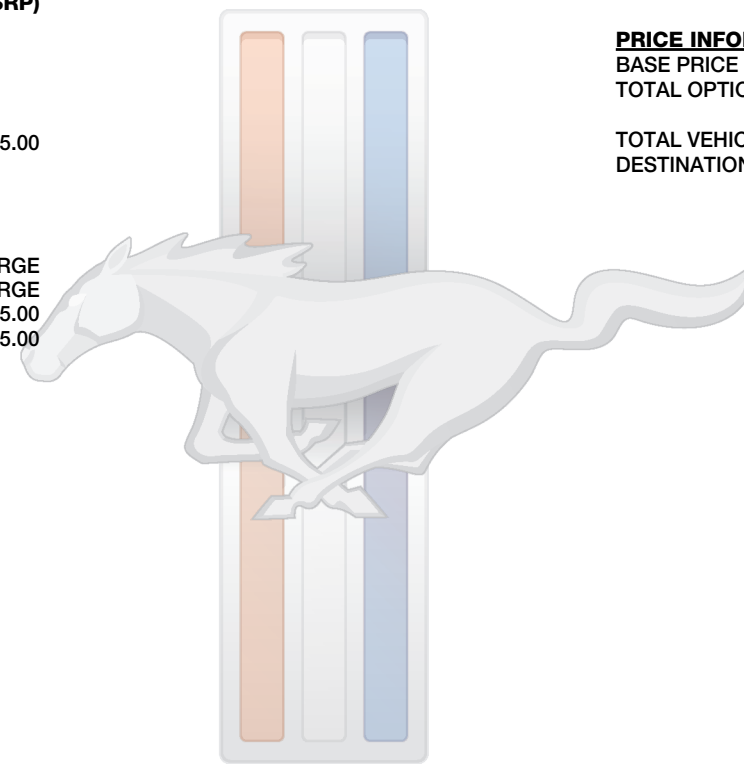 SRP)
5.00
RGE
RGE
5.00
5.00
PRICE INFO
BASE PRICE
TOTAL OPTIO
TOTAL VEHIC
DESTINATION